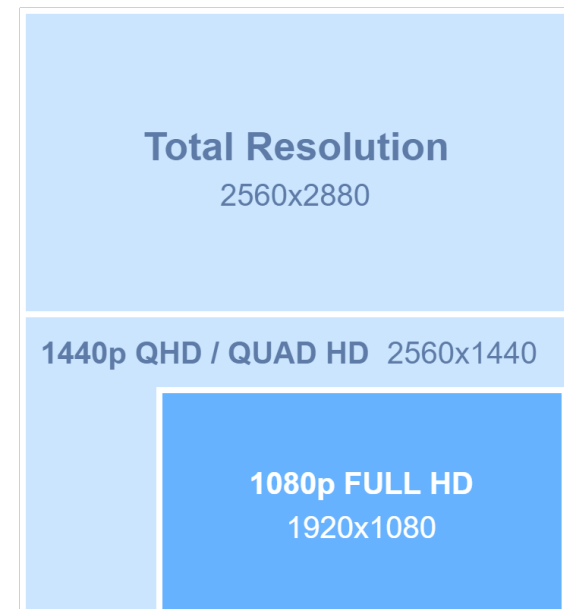 Total Resolution
2560x2880
1440p QHD / QUAD HD 2560x1440
1080p FULL HD
1920x1080